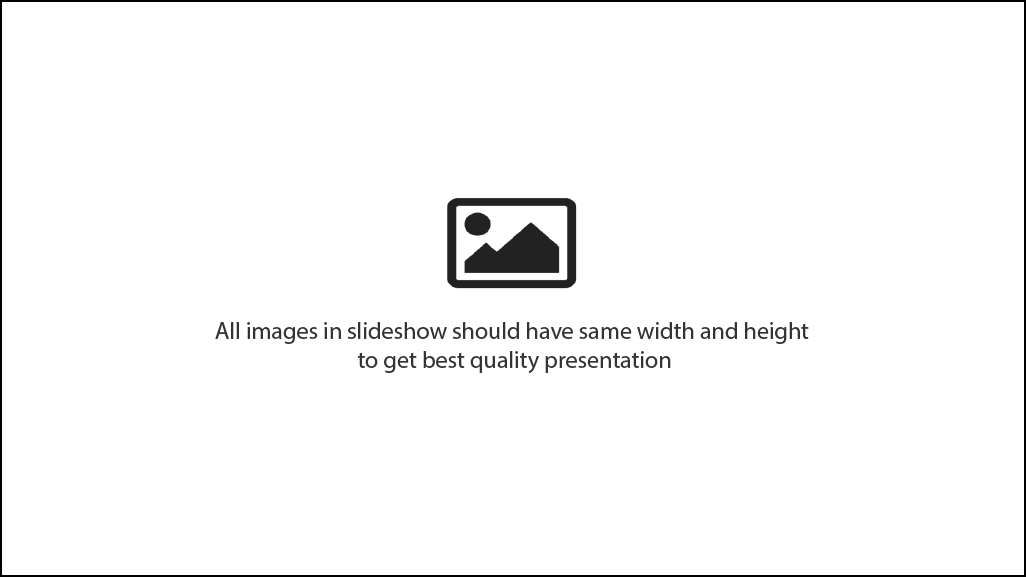 All images in slideshow should have same width and height
to get best quality presentation